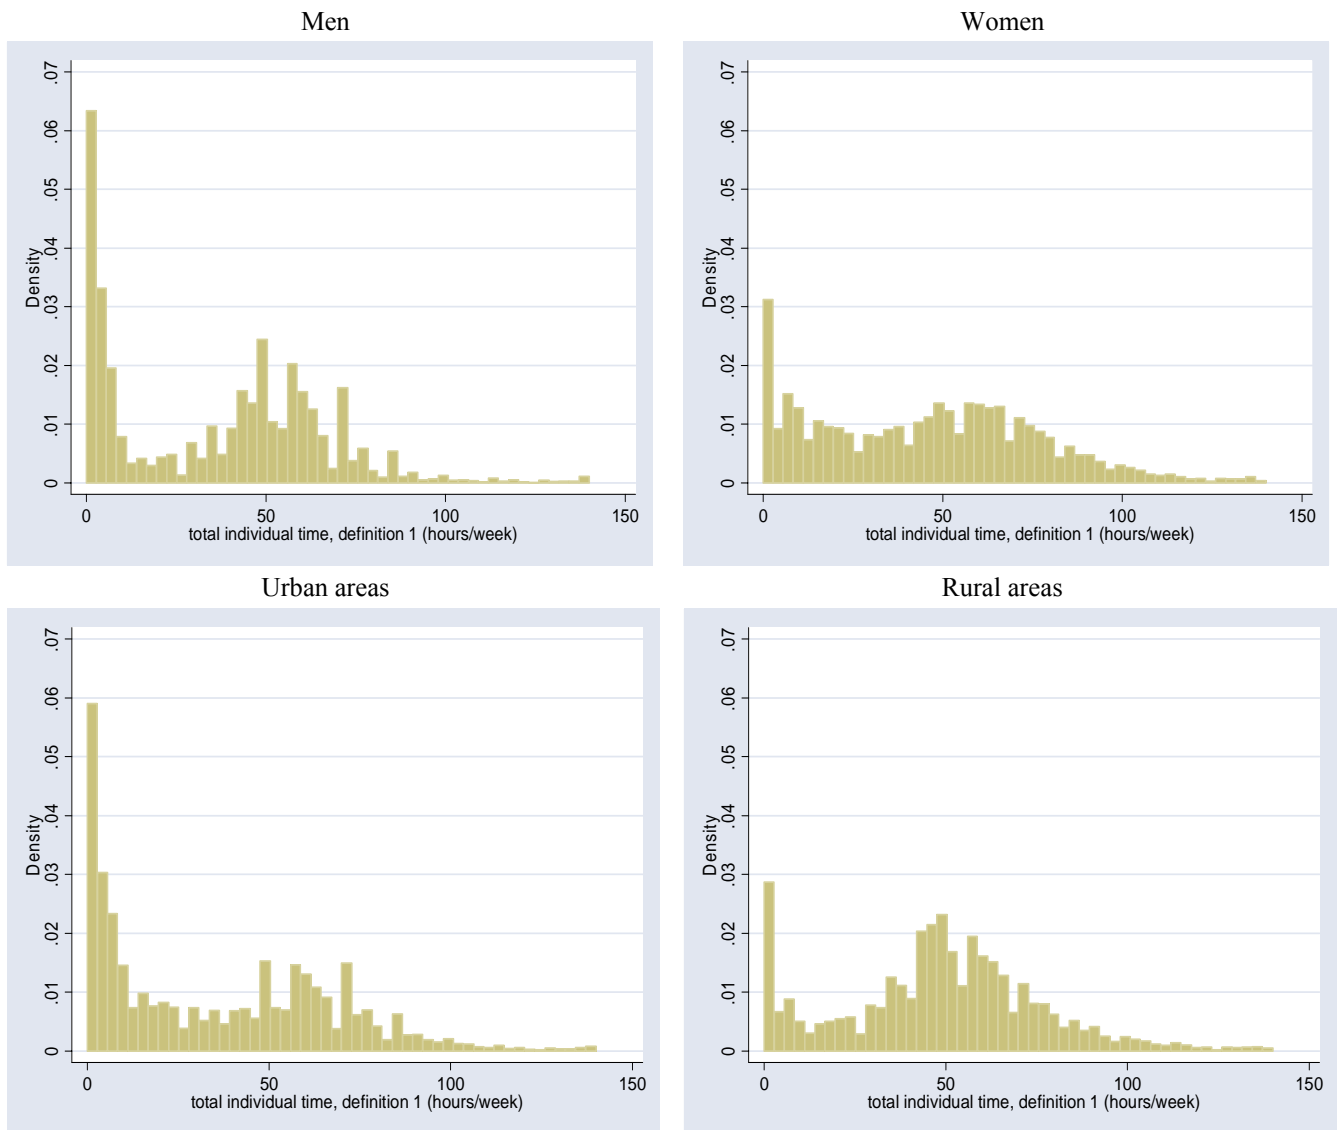 Men
Women
Density
0 .01 .02 .03 .04 .05 .06 .07
0 50 100 150
total individual time, definition 1 (hours/week)
Density
0 .01 .02 .03 .04 .05 .06 .07
0 50 100 150
total individual time, definition 1 (hours/week)
Urban areas
Rural areas
Density
0 .01 .02 .03 .04 .05 .06 .07
0 50 100 150
total individual time, definition 1 (hours/week)
Density
0 .01 .02 .03 .04 .05 .06 .07
0 50 100 150
total individual time, definition 1 (hours/week)